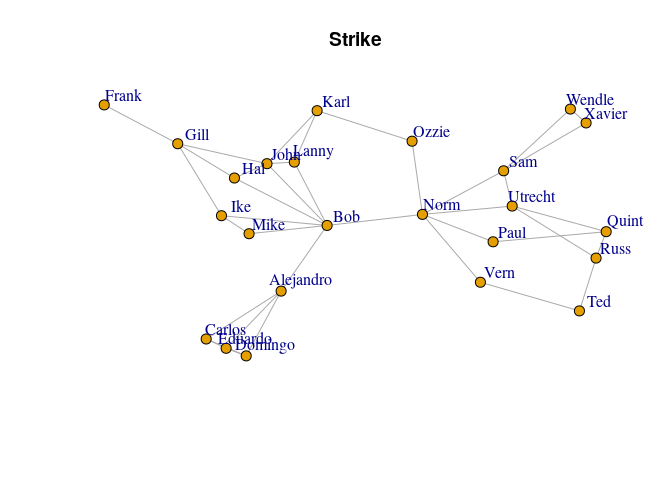 Strike
Frank
Karl
Wendle
Xavier
Ozzie
Gill
John
Lanny
Hal
Sam
Ike
Mike
Bob
Norm
Utrecht
Quint
Paul
Russ
Alejandro
Vern
Ted
Carlos
Eduardo
Domingo